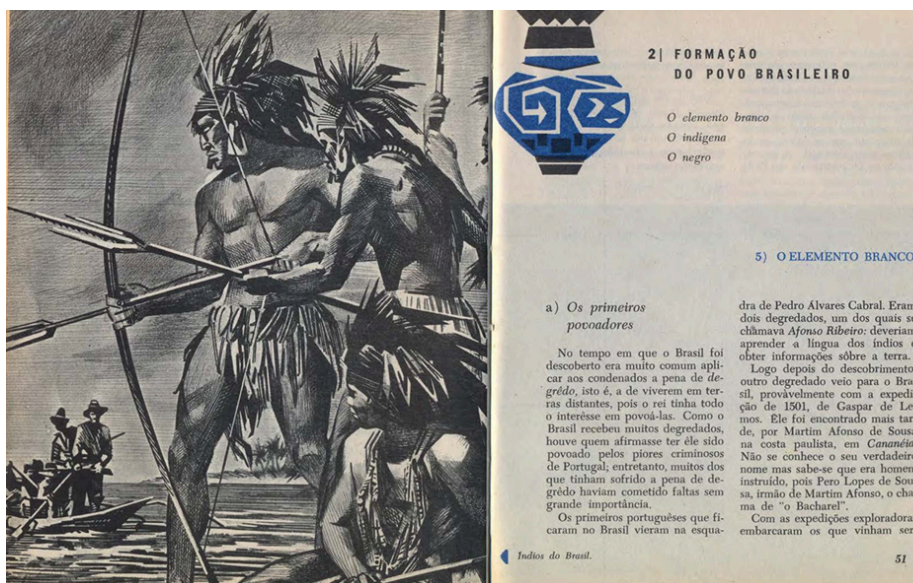 2| FORMAÇÃO
DO POVO BRASILEIRO
O elemento branco
O indígena
O negro
5) O ELEMENTO BRANCO
a) Os primeiros
povoadores
No tempo em que o Brasil foi
descoberto era muito comum apli-
car aos condenados a pena de de-
grêdo, isto é, a de viverem em ter-
ras distantes, pois o rei tinha todo
o interêsse em povoá-las. Como o
Brasil recebeu muitos degredados,
houve quem afirmasse ter êle sido
povoado pelos piores criminosos
de Portugal; entretanto, muitos dos
que tinham sofrido a pena de de-
grêdo haviam cometido faltas sem
grande importância.
Os primeiros portuguêses que fi-
caram no Brasil vieram na esqua-
dra de Pedro Álvares Cabral. Eram
dois degredados, um dos quais se
chamava Afonso Ribeiro: deveriam
aprender a língua dos índios e
obter informações sôbre a terra.
Logo depois do descobrimento
outro degredado veio para o Bra-
sil, provàvelmente com a expedi-
ção de 1501, de Gaspar de Le-
mos. Êle foi encontrado mais tar-
de, por Martim Afonso de Sousa
na costa paulista, em Cananéia
Não se conhece o seu verdadeiro
nome mas sabe-se que era homem
instruído, pois Pero Lopes de Sou-
sa, irmão de Martim Afonso, o cha-
ma de "o Bacharel".
Com as expedições exploradoras
embarcaram os que vinham ser
Índios do Brasil.
51